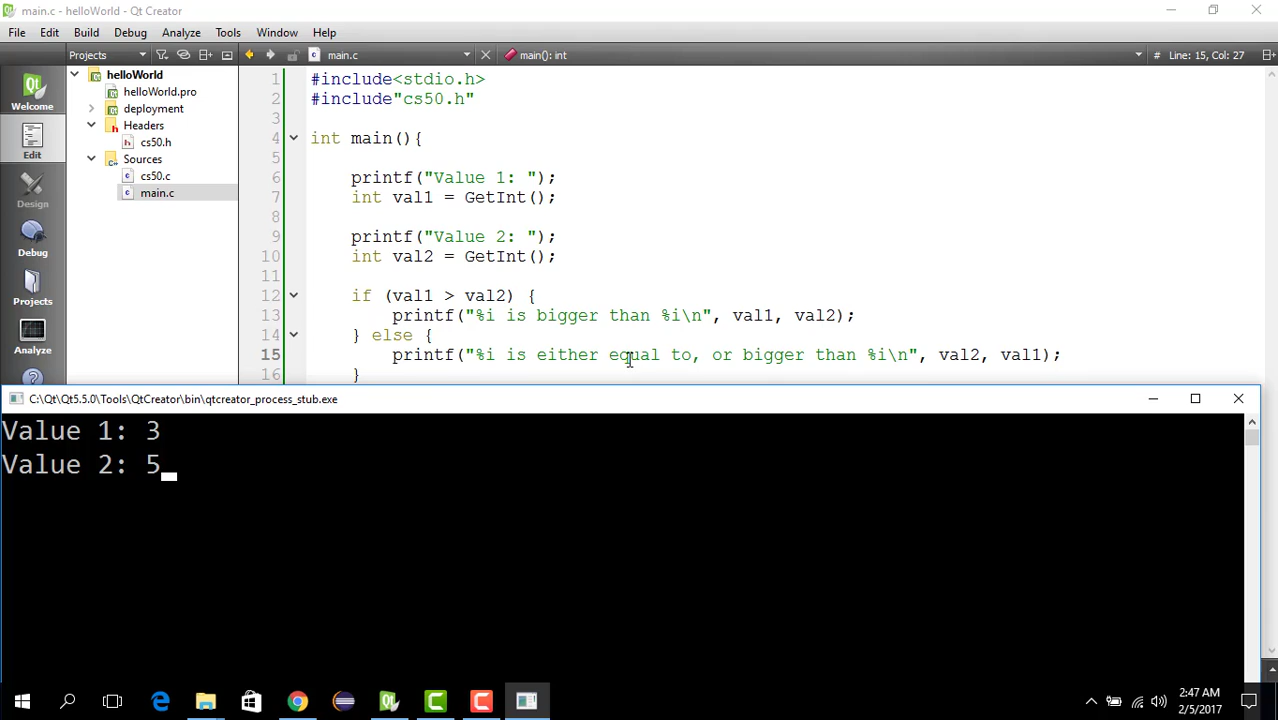 main.c - helloWorld - Qt Creator
File Edit Build Debug Analyze Tools Window Help
Projects main.c main(): int # Line: 15, Col: 27
Welcome
Edit
Design
Debug
Projects
Analyze
helloWorld
helloWorld.pro
deployment
Headers
cs50.h
Sources
cs50.c
main.c
1 #include<stdio.h>
2 #include"cs50.h"
3
4 int main(){
5
6 printf("Value 1: ");
7 int val1 = GetInt();
8
9 printf("Value 2: ");
10 int val2 = GetInt();
11
12 if (val1 > val2) {
13 printf("%i is bigger than %i\n", val1, val2);
14 } else {
15 printf("%i is either equal to, or bigger than %i\n", val2, val1);
16 }
C:\Qt\Qt5.5.0\Tools\QtCreator\bin\qtcreator_process_stub.exe
Value 1: 3
Value 2: 5
2:47 AM
2/5/2017